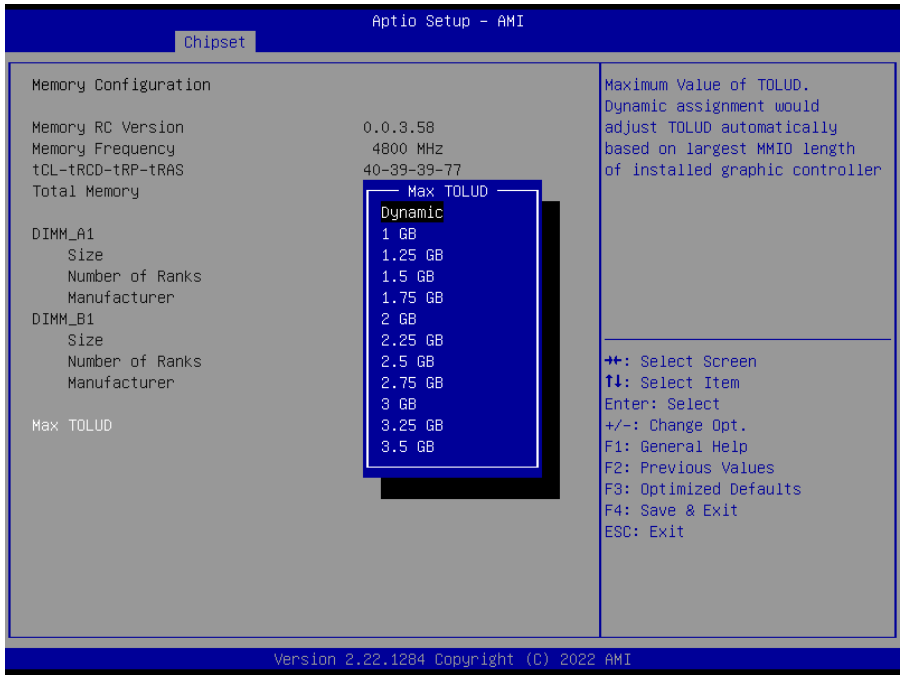 Aptio Setup - AMI
Chipset
Memory Configuration
Memory RC Version 0.0.3.58
Memory Frequency 4800 MHz
tCL-tRCD-tRP-tRAS 40-39-39-77
Total Memory
DIMM_A1
Size
Number of Ranks
Manufacturer
DIMM_B1
Size
Number of Ranks
Manufacturer
Max TOLUD
Max TOLUD
Dynamic
1 GB
1.25 GB
1.5 GB
1.75 GB
2 GB
2.25 GB
2.5 GB
2.75 GB
3 GB
3.25 GB
3.5 GB
Maximum Value of TOLUD.
Dynamic assignment would
adjust TOLUD automatically
based on largest MMIO length
of installed graphic controller
→←: Select Screen
↑↓: Select Item
Enter: Select
+/-: Change Opt.
F1: General Help
F2: Previous Values
F3: Optimized Defaults
F4: Save & Exit
ESC: Exit
Version 2.22.1284 Copyright (C) 2022 AMI